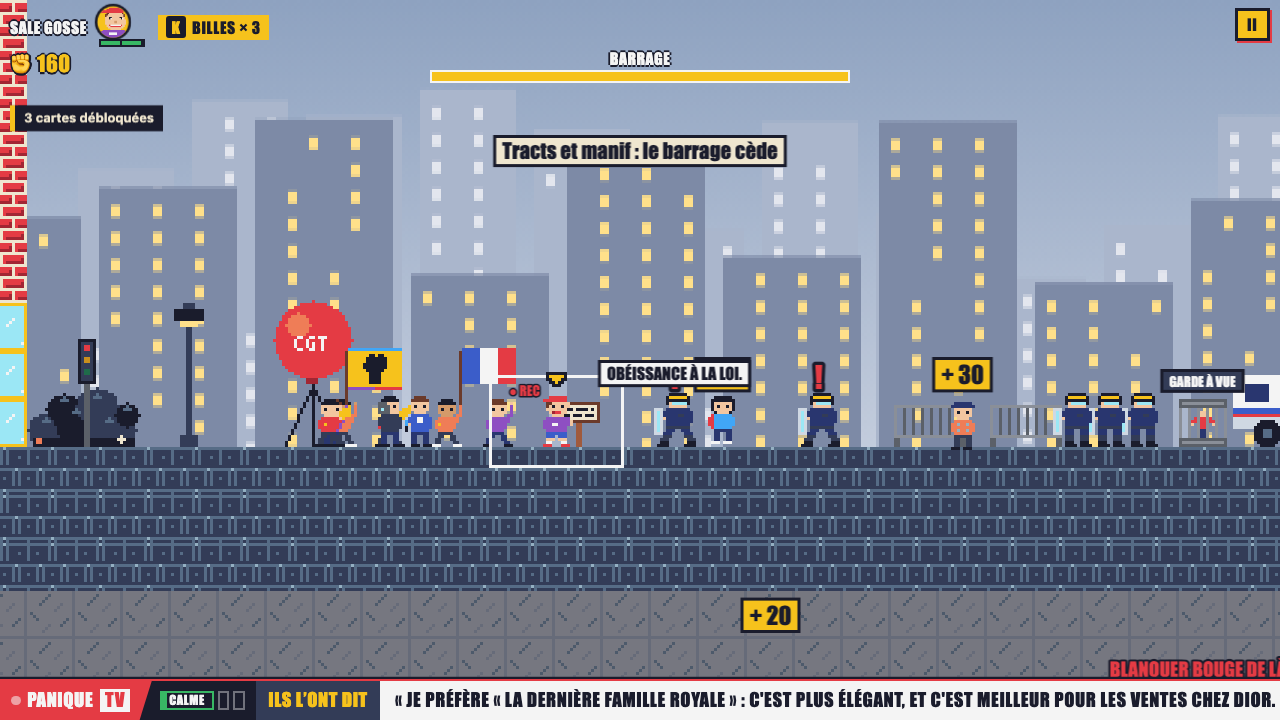 SALE GOSSE
K BILLES × 3
160
BARRAGE
3 cartes débloquées
Tracts et manif : le barrage cède
CGT
REC
OBÉISSANCE À LA LOI.
!
+ 30
GARDE À VUE
+ 20
BLANQUER BOUGE DE LÀ
PANIQUE TV
CALME
ILS L'ONT DIT
« JE PRÉFÈRE « LA DERNIÈRE FAMILLE ROYALE » : C'EST PLUS ÉLÉGANT, ET C'EST MEILLEUR POUR LES VENTES CHEZ DIOR.